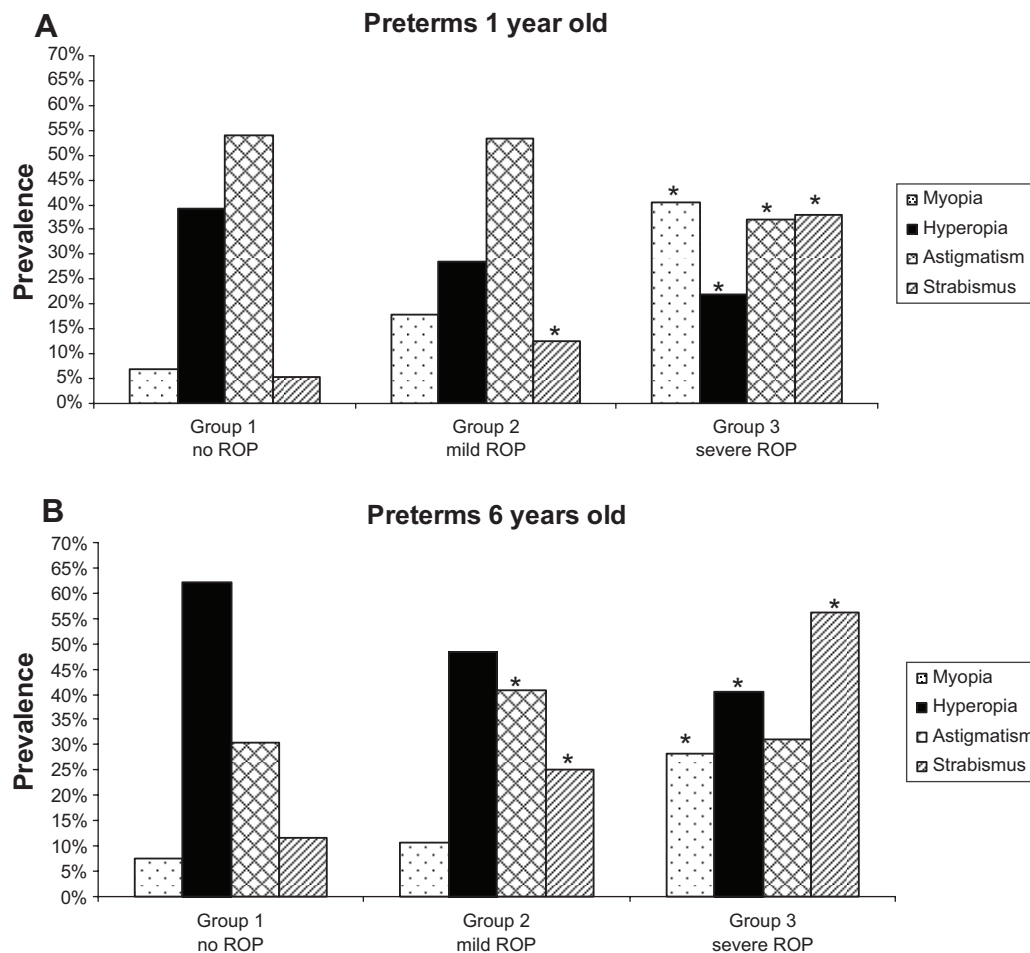 A
Preterms 1 year old
Prevalence
70%
65%
60%
55%
50%
45%
40%
35%
30%
25%
20%
15%
10%
5%
0%
*
*
*
*
*
Group 1
no ROP
Group 2
mild ROP
Group 3
severe ROP
Myopia
Hyperopia
Astigmatism
Strabismus
B
Preterms 6 years old
Prevalence
70%
65%
60%
55%
50%
45%
40%
35%
30%
25%
20%
15%
10%
5%
0%
*
*
*
*
*
Group 1
no ROP
Group 2
mild ROP
Group 3
severe ROP
Myopia
Hyperopia
Astigmatism
Strabismus